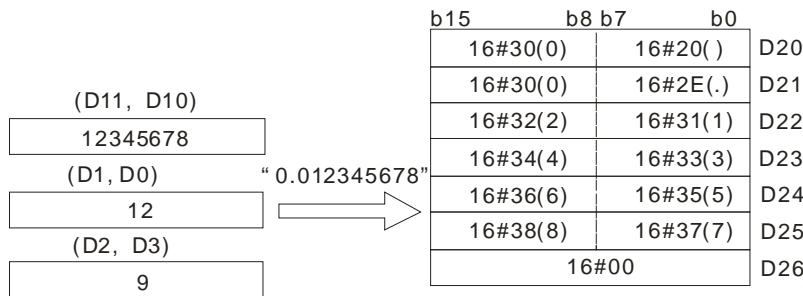 b15 b8 b7 b0
16#30(0) 16#20( ) D20
16#30(0) 16#2E(.) D21
(D11, D10)
12345678
16#32(2) 16#31(1) D22
(D1, D0) “ 0.012345678”
16#34(4) 16#33(3) D23
12
16#36(6) 16#35(5) D24
(D2, D3)
16#38(8) 16#37(7) D25
9
16#00 D26